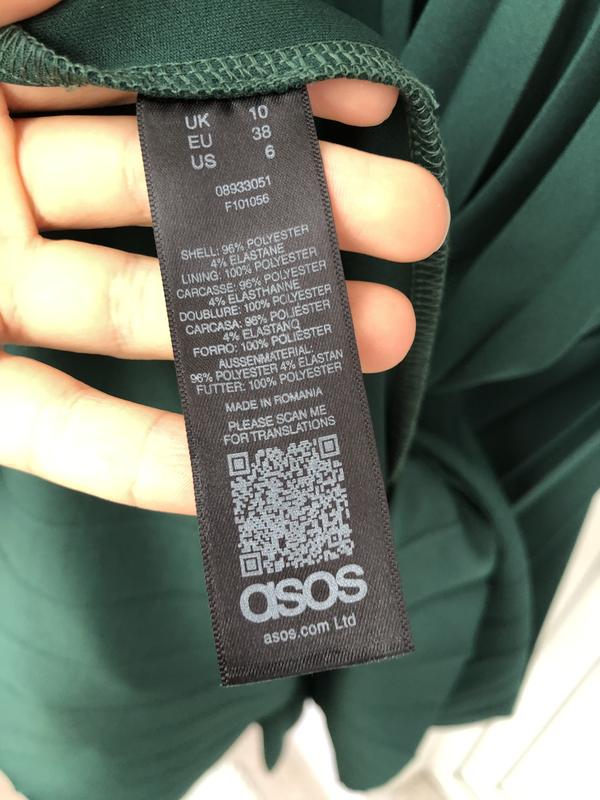 UK 10
EU 38
US 6
08933051
F101056
SHELL: 96% POLYESTER
4% ELASTANE
LINING: 100% POLYESTER
CARCASSE: 96% POLYESTER
4% ELASTHANNE
DOUBLURE: 100% POLYESTER
CARCASA: 96% POLIÉSTER
4% ELASTANO
FORRO: 100% POLIÉSTER
AUSSENMATERIAL:
96% POLYESTER 4% ELASTAN
FUTTER: 100% POLYESTER
MADE IN ROMANIA
PLEASE SCAN ME
FOR TRANSLATIONS
asos
asos.com Ltd